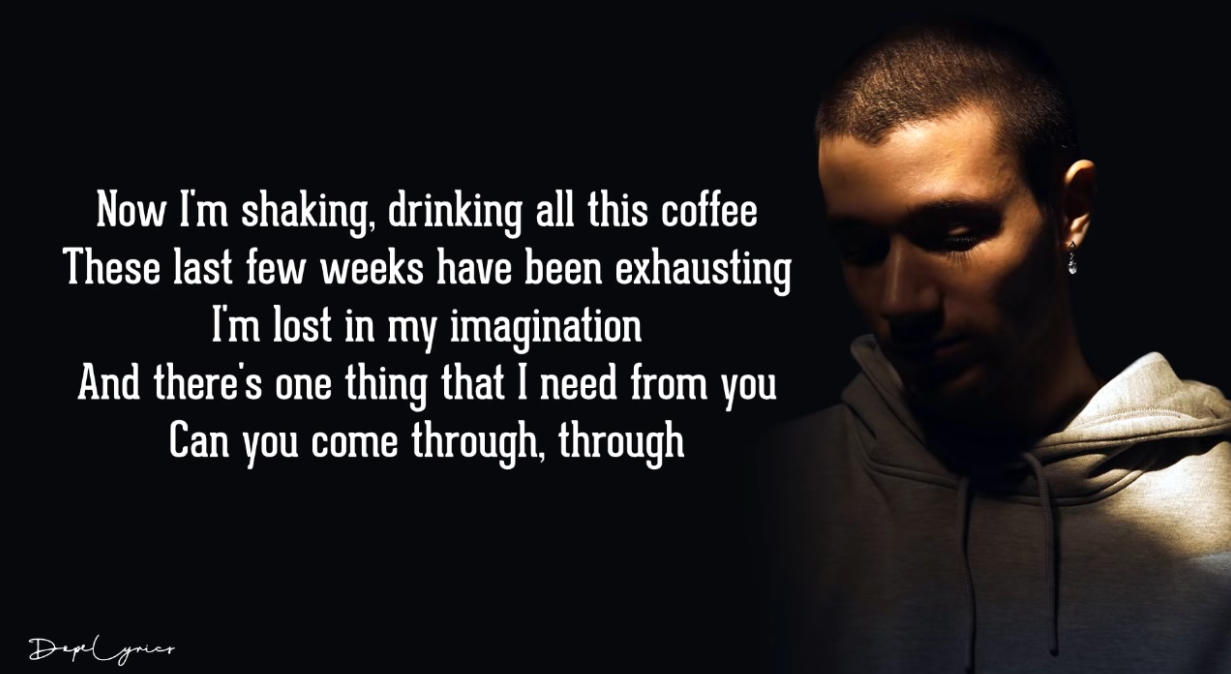 Now I'm shaking, drinking all this coffee
These last few weeks have been exhausting
I'm lost in my imagination
And there's one thing that I need from you
Can you come through, through
DopeLyrics